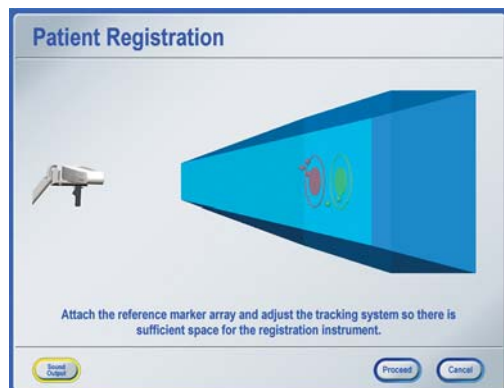 Patient Registration
Attach the reference marker array and adjust the tracking system so there is
sufficient space for the registration instrument.
Sound
Output
Proceed
Cancel